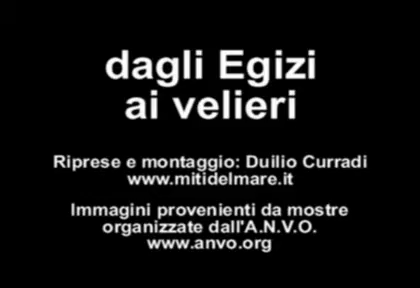 dagli Egizi
ai velieri
Riprese e montaggio: Duilio Curradi
www.mitidelmare.it
Immagini provenienti da mostre
organizzate dall'A.N.V.O.
www.anvo.org